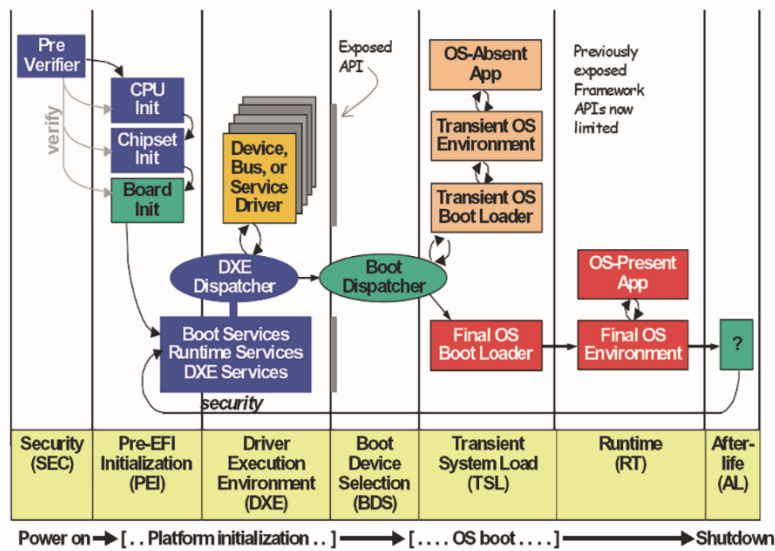 Pre
Verifier
verify
CPU
Init
Chipset
Init
Board
Init
Device,
Bus, or
Service
Driver
DXE
Dispatcher
Boot Services
Runtime Services
DXE Services
security
Exposed
API
Boot
Dispatcher
OS-Absent
App
Transient OS
Environment
Transient OS
Boot Loader
Final OS
Boot Loader
Previously
exposed
Framework
APIs now
limited
OS-Present
App
Final OS
Environment
?
Security
(SEC)
Pre-EFI
Initialization
(PEI)
Driver
Execution
Environment
(DXE)
Boot
Device
Selection
(BDS)
Transient
System Load
(TSL)
Runtime
(RT)
After-
life
(AL)
Power on [ . . Platform initialization . . ] [ . . . . OS boot . . . . ] Shutdown